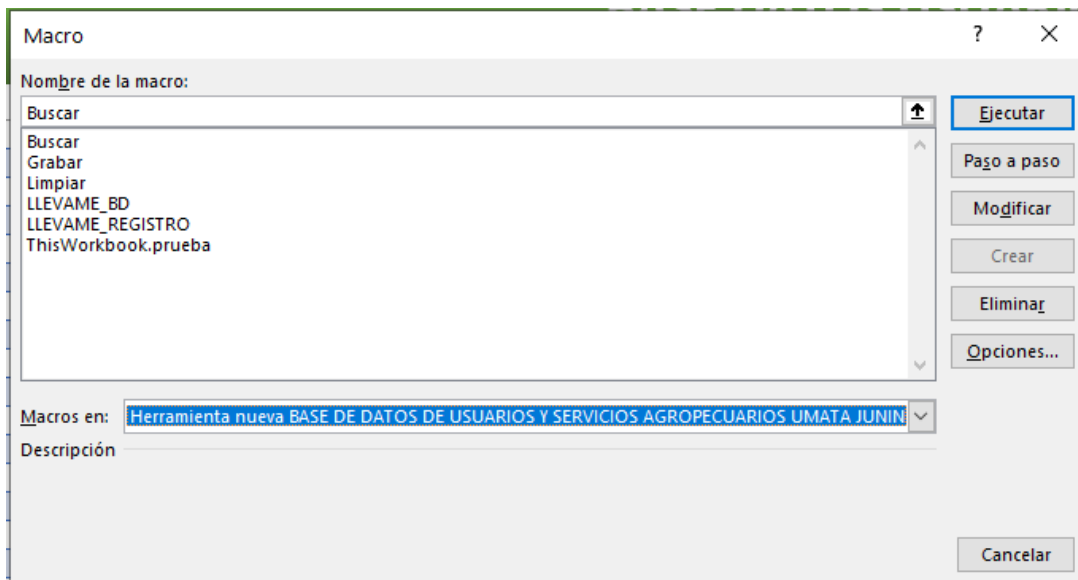 Macro
Nombre de la macro:
Buscar
Ejecutar
Buscar
Grabar
Limpiar
LLEVAME_BD
LLEVAME_REGISTRO
ThisWorkbook.prueba
Paso a paso
Modificar
Crear
Eliminar
Opciones...
Macros en: Herramienta nueva BASE DE DATOS DE USUARIOS Y SERVICIOS AGROPECUARIOS UMATA JUNIN
Descripción
Cancelar